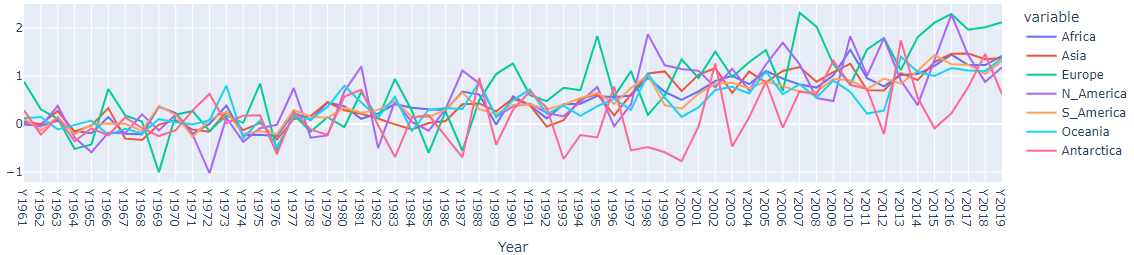 variable
Africa
Asia
Europe
N_America
S_America
Oceania
Antarctica
2
1
0
−1
Y1961
Y1962
Y1963
Y1964
Y1965
Y1966
Y1967
Y1968
Y1969
Y1970
Y1971
Y1972
Y1973
Y1974
Y1975
Y1976
Y1977
Y1978
Y1979
Y1980
Y1981
Y1982
Y1983
Y1984
Y1985
Y1986
Y1987
Y1988
Y1989
Y1990
Y1991
Y1992
Y1993
Y1994
Y1995
Y1996
Y1997
Y1998
Y1999
Y2000
Y2001
Y2002
Y2003
Y2004
Y2005
Y2006
Y2007
Y2008
Y2009
Y2010
Y2011
Y2012
Y2013
Y2014
Y2015
Y2016
Y2017
Y2018
Y2019
Year